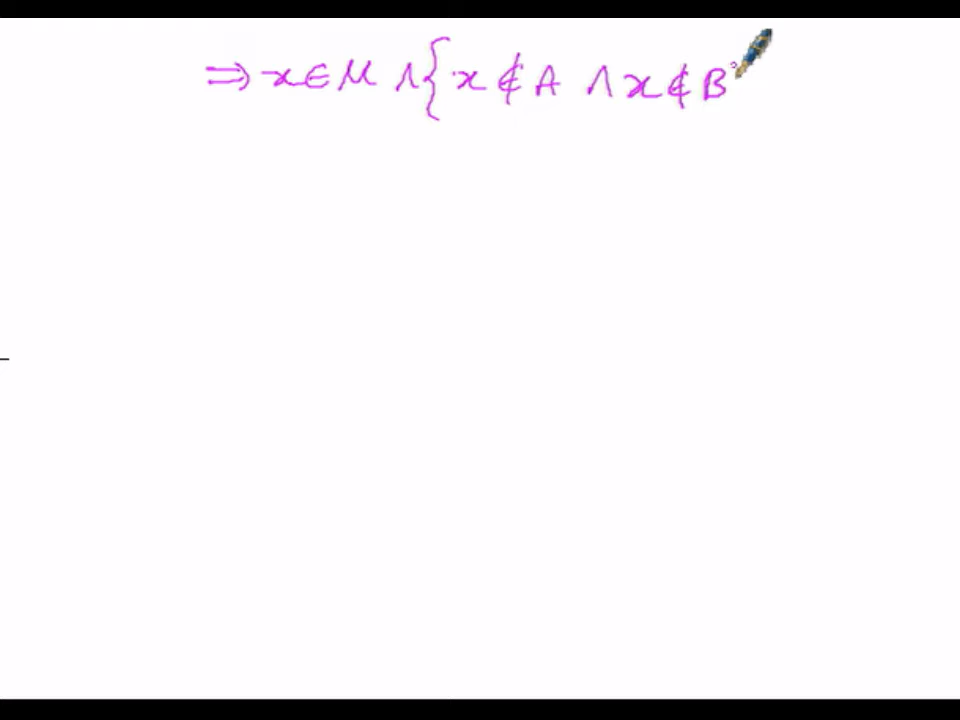 ⇒ x ∈ M ∧ { x ∉ A ∧ x ∉ B